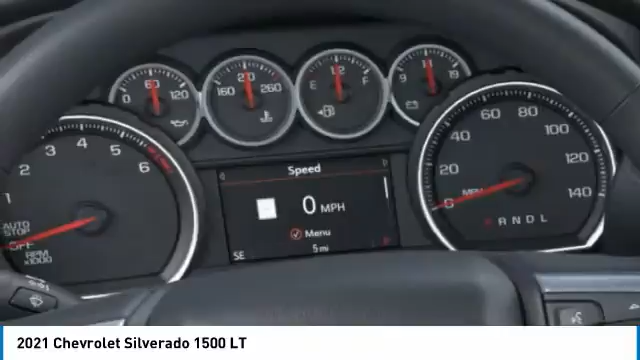 0 60 120
160 210 260
E 1/2 F
9 14 19
1 2 3 4 5 6
AUTO
STOP
OFF
RPM
x1000
Speed
0 MPH
Menu
SE
5 mi
0 20 40 60 80 100 120 140
MPH
R N D L
2021 Chevrolet Silverado 1500 LT